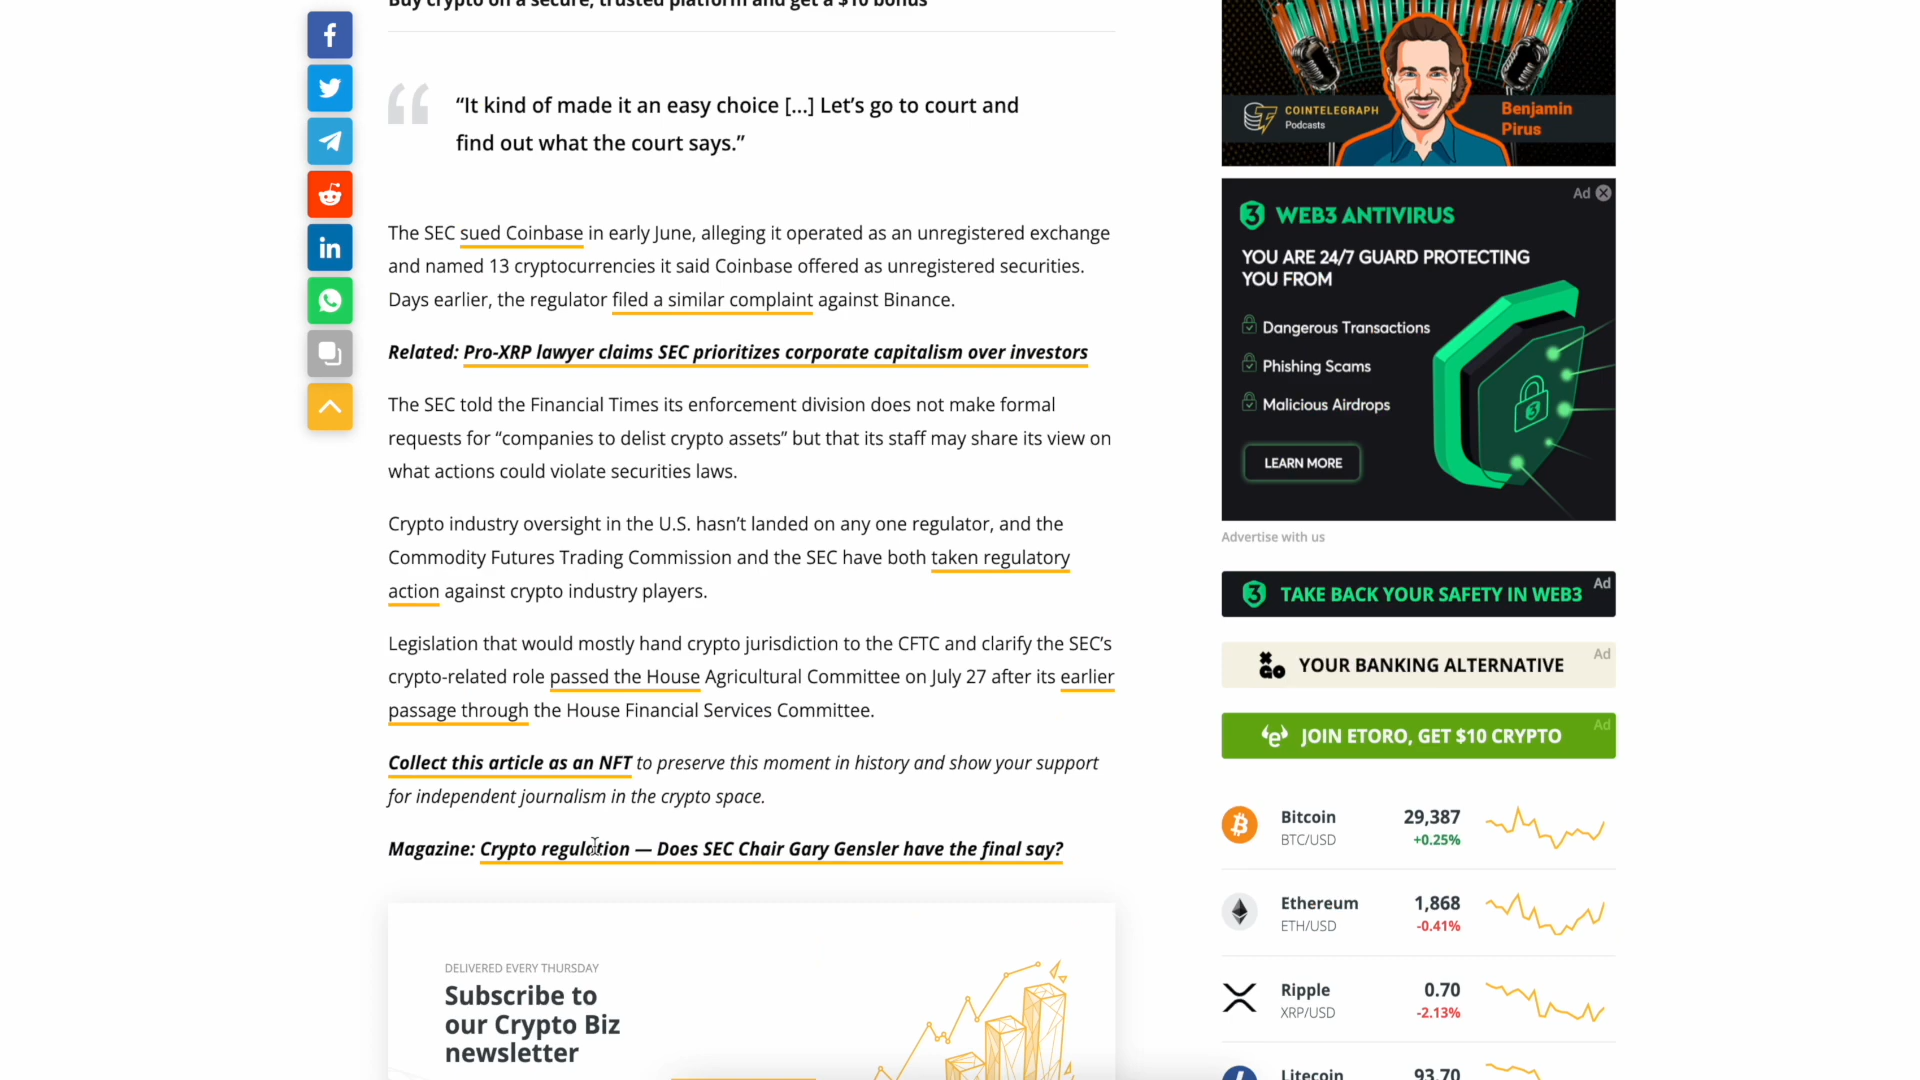 Buy crypto on a secure, trusted platform and get a $10 bonus
“It kind of made it an easy choice [...] Let’s go to court and
find out what the court says.”
The SEC sued Coinbase in early June, alleging it operated as an unregistered exchange
and named 13 cryptocurrencies it said Coinbase offered as unregistered securities.
Days earlier, the regulator filed a similar complaint against Binance.
Related: Pro-XRP lawyer claims SEC prioritizes corporate capitalism over investors
The SEC told the Financial Times its enforcement division does not make formal
requests for “companies to delist crypto assets” but that its staff may share its view on
what actions could violate securities laws.
Crypto industry oversight in the U.S. hasn’t landed on any one regulator, and the
Commodity Futures Trading Commission and the SEC have both taken regulatory
action against crypto industry players.
Legislation that would mostly hand crypto jurisdiction to the CFTC and clarify the SEC’s
crypto-related role passed the House Agricultural Committee on July 27 after its earlier
passage through the House Financial Services Committee.
Collect this article as an NFT to preserve this moment in history and show your support
for independent journalism in the crypto space.
Magazine: Crypto regulation — Does SEC Chair Gary Gensler have the final say?
DELIVERED EVERY THURSDAY
Subscribe to
our Crypto Biz
newsletter
COINTELEGRAPH
Podcasts
Benjamin
Pirus
Ad
WEB3 ANTIVIRUS
YOU ARE 24/7 GUARD PROTECTING
YOU FROM
Dangerous Transactions
Phishing Scams
Malicious Airdrops
LEARN MORE
Advertise with us
TAKE BACK YOUR SAFETY IN WEB3 Ad
YOUR BANKING ALTERNATIVE Ad
JOIN ETORO, GET $10 CRYPTO Ad
Bitcoin 29,387
BTC/USD +0.25%
Ethereum 1,868
ETH/USD -0.41%
Ripple 0.70
XRP/USD -2.13%
Litecoin 93.70